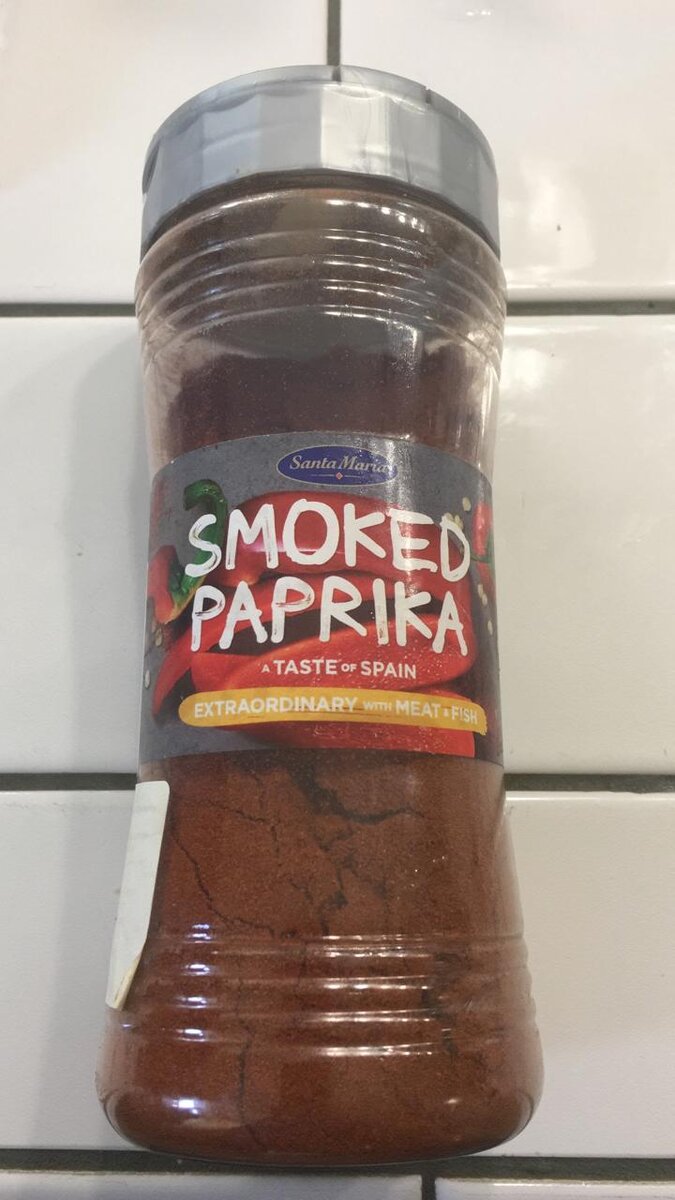 Santa Maria
SMOKED
PAPRIKA
A TASTE OF SPAIN
EXTRAORDINARY WITH MEAT & FISH